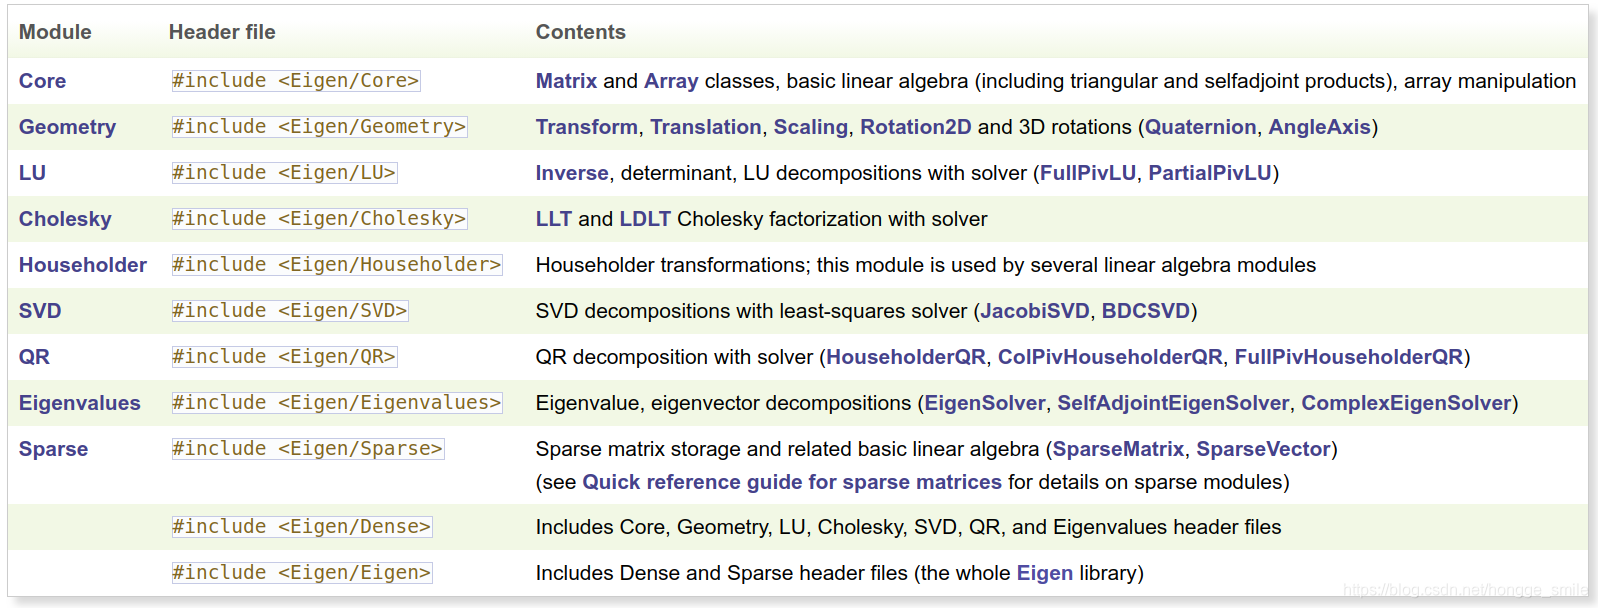 Module Header file Contents
Core #include <Eigen/Core> Matrix and Array classes, basic linear algebra (including triangular and selfadjoint products), array manipulation
Geometry #include <Eigen/Geometry> Transform, Translation, Scaling, Rotation2D and 3D rotations (Quaternion, AngleAxis)
LU #include <Eigen/LU> Inverse, determinant, LU decompositions with solver (FullPivLU, PartialPivLU)
Cholesky #include <Eigen/Cholesky> LLT and LDLT Cholesky factorization with solver
Householder #include <Eigen/Householder> Householder transformations; this module is used by several linear algebra modules
SVD #include <Eigen/SVD> SVD decompositions with least-squares solver (JacobiSVD, BDCSVD)
QR #include <Eigen/QR> QR decomposition with solver (HouseholderQR, ColPivHouseholderQR, FullPivHouseholderQR)
Eigenvalues #include <Eigen/Eigenvalues> Eigenvalue, eigenvector decompositions (EigenSolver, SelfAdjointEigenSolver, ComplexEigenSolver)
Sparse #include <Eigen/Sparse> Sparse matrix storage and related basic linear algebra (SparseMatrix, SparseVector)
(see Quick reference guide for sparse matrices for details on sparse modules)
#include <Eigen/Dense> Includes Core, Geometry, LU, Cholesky, SVD, QR, and Eigenvalues header files
#include <Eigen/Eigen> Includes Dense and Sparse header files (the whole Eigen library)
https://blog.csdn.net/hongge_smile